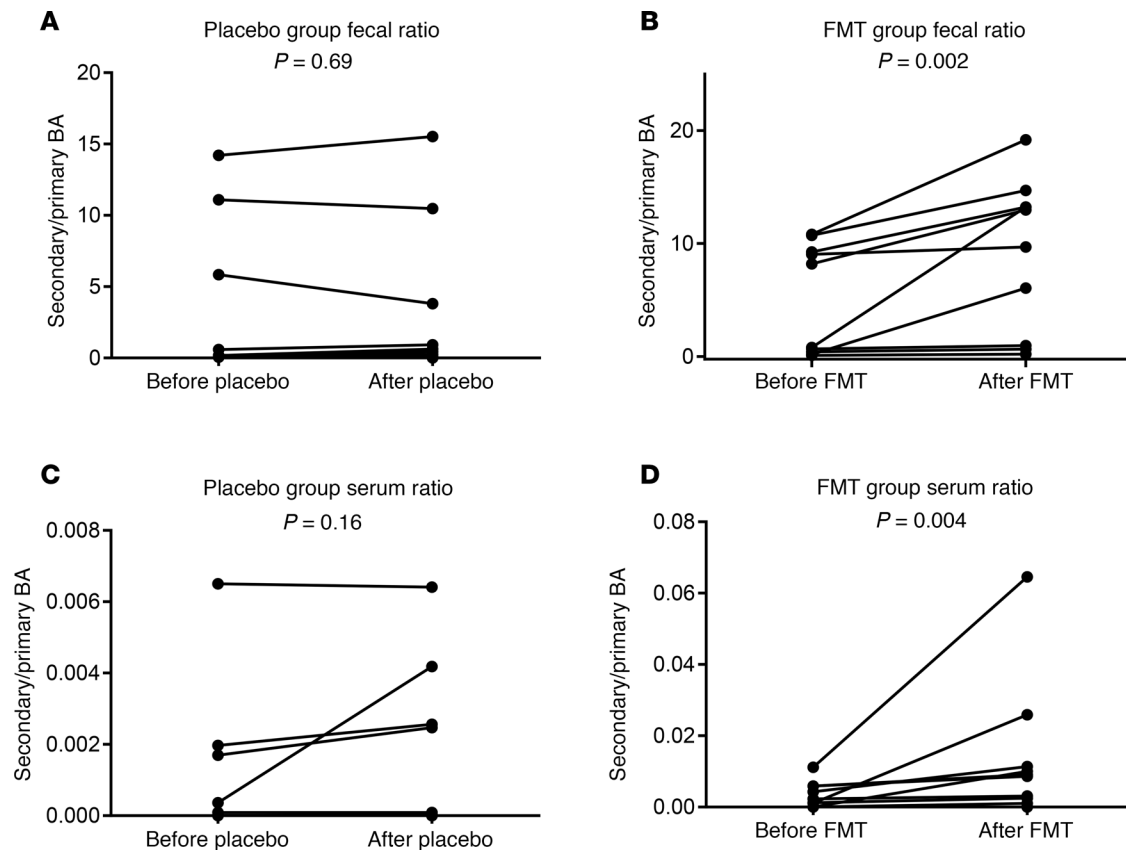 A
Placebo group fecal ratio
P = 0.69
Secondary/primary BA
20
15
10
5
0
Before placebo
After placebo
B
FMT group fecal ratio
P = 0.002
Secondary/primary BA
20
10
0
Before FMT
After FMT
C
Placebo group serum ratio
P = 0.16
Secondary/primary BA
0.008
0.006
0.004
0.002
0.000
Before placebo
After placebo
D
FMT group serum ratio
P = 0.004
Secondary/primary BA
0.08
0.06
0.04
0.02
0.00
Before FMT
After FMT